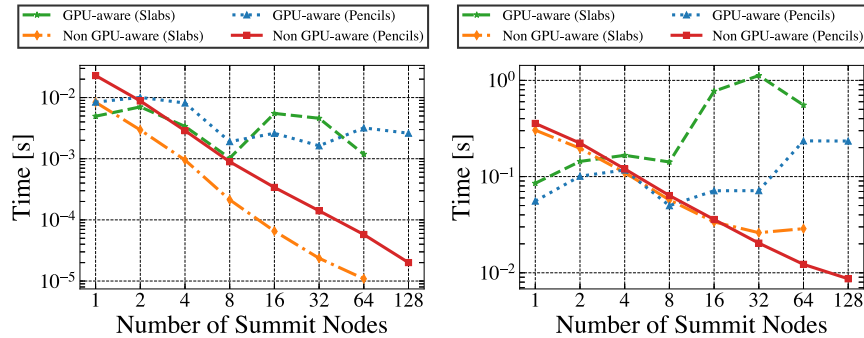 GPU-aware (Slabs) GPU-aware (Pencils)
Non GPU-aware (Slabs) Non GPU-aware (Pencils)
Time [s]
10⁻²
10⁻³
10⁻⁴
10⁻⁵
1 2 4 8 16 32 64 128
Number of Summit Nodes
GPU-aware (Slabs) GPU-aware (Pencils)
Non GPU-aware (Slabs) Non GPU-aware (Pencils)
Time [s]
10⁰
10⁻¹
10⁻²
1 2 4 8 16 32 64 128
Number of Summit Nodes